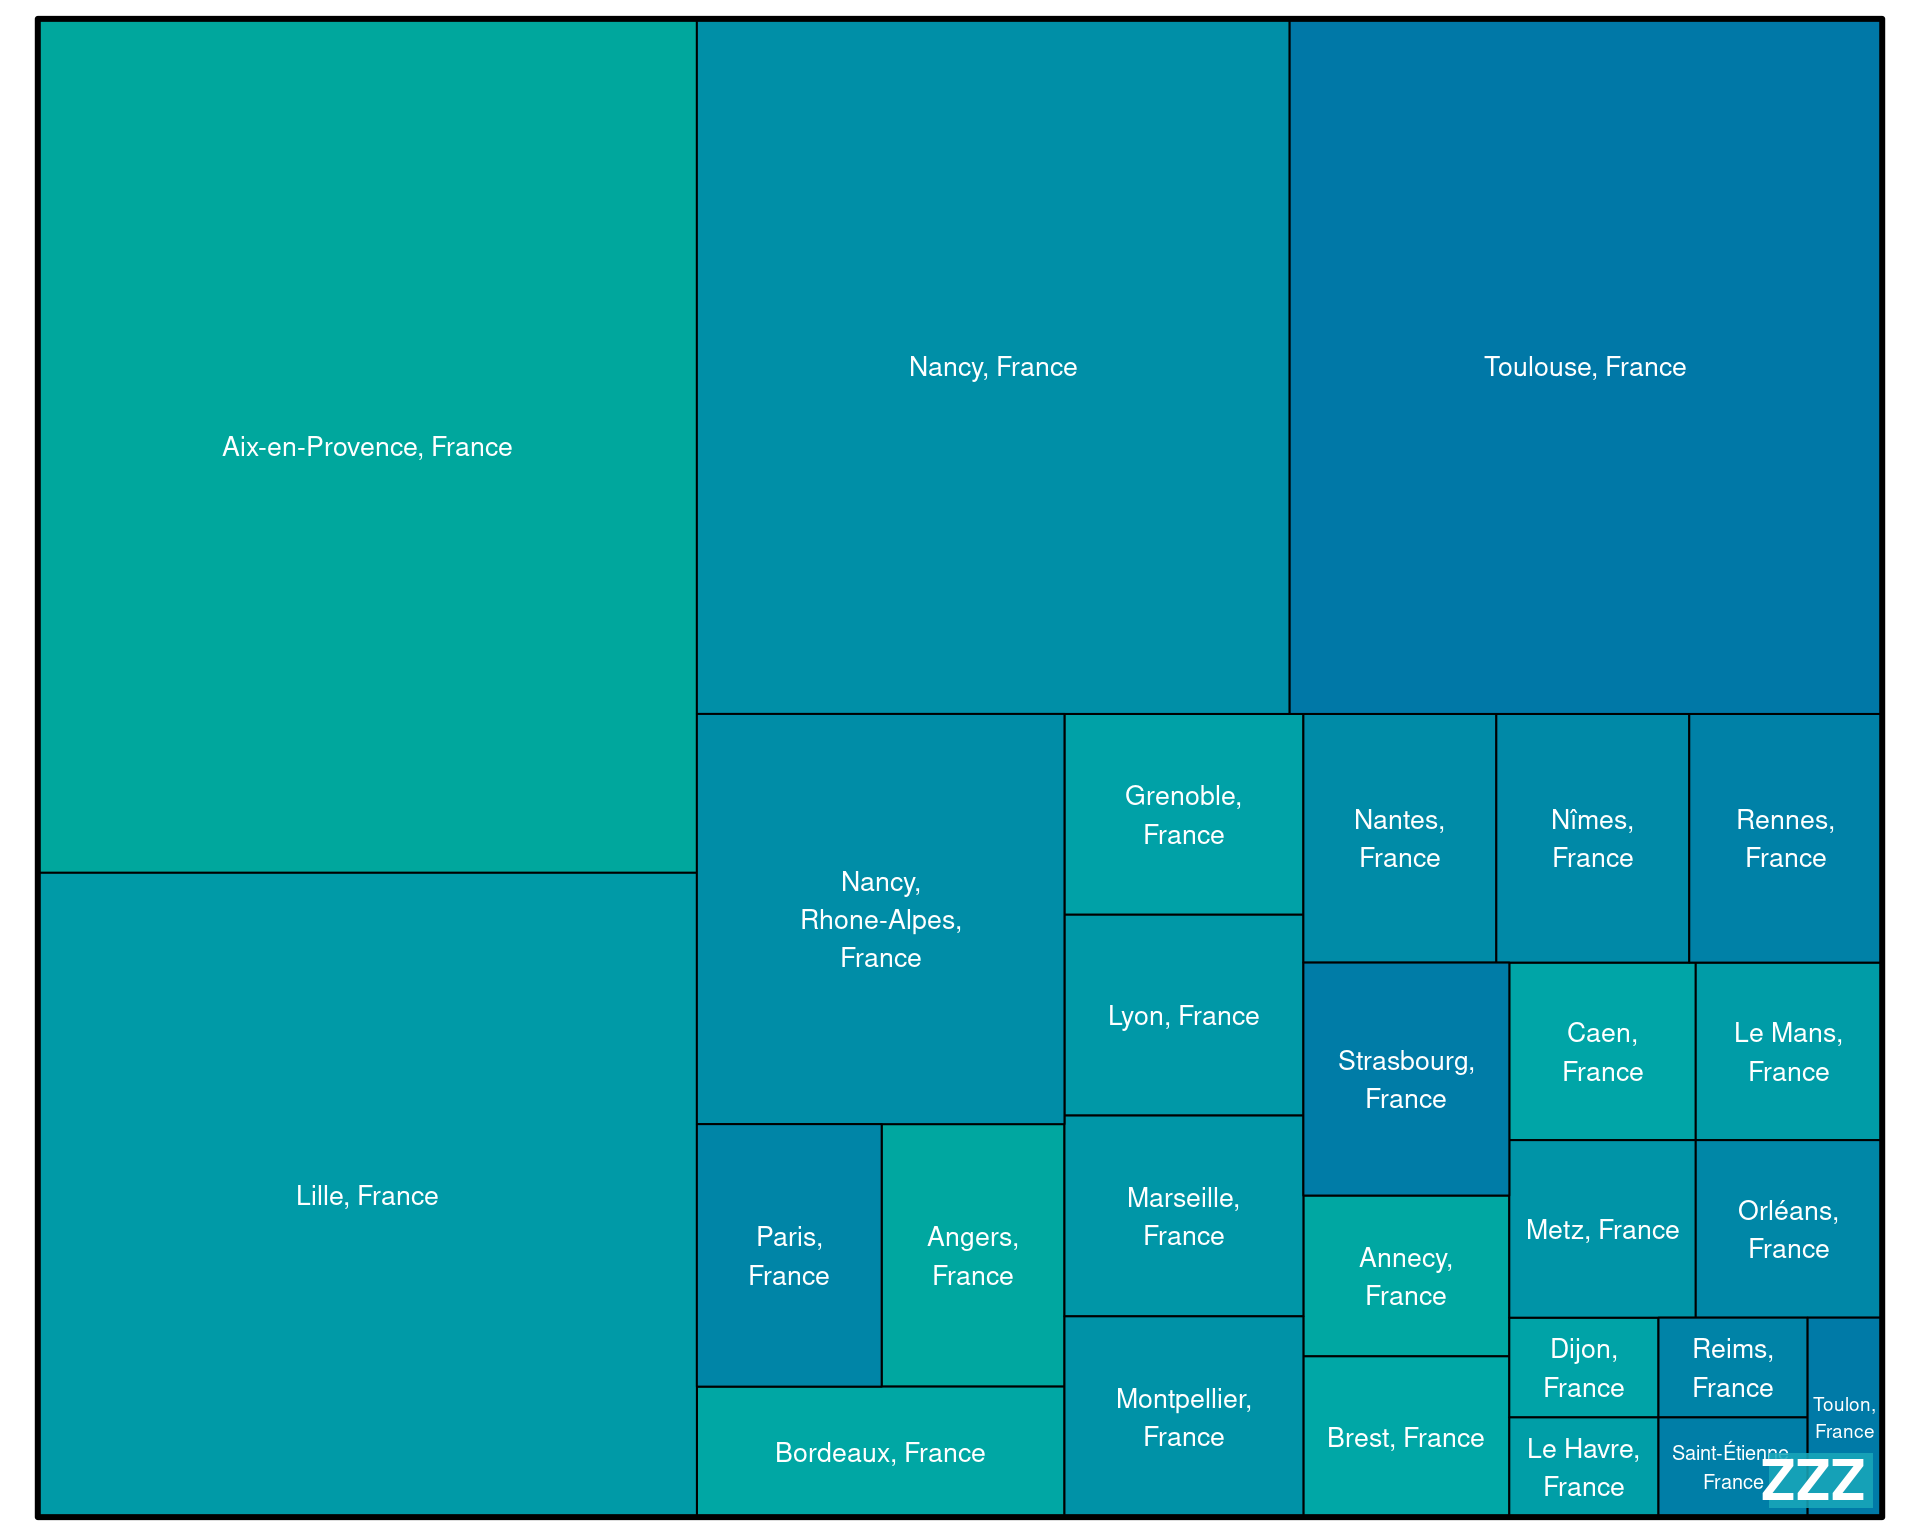 Aix-en-Provence, France
Nancy, France
Toulouse, France
Lille, France
Nancy,
Rhone-Alpes,
France
Grenoble,
France
Nantes,
France
Nîmes,
France
Rennes,
France
Lyon, France
Strasbourg,
France
Caen,
France
Le Mans,
France
Paris,
France
Angers,
France
Marseille,
France
Annecy,
France
Metz, France
Orléans,
France
Bordeaux, France
Montpellier,
France
Brest, France
Dijon,
France
Reims,
France
Toulon,
France
Le Havre,
France
Saint-Étienne,
France
ZZZ